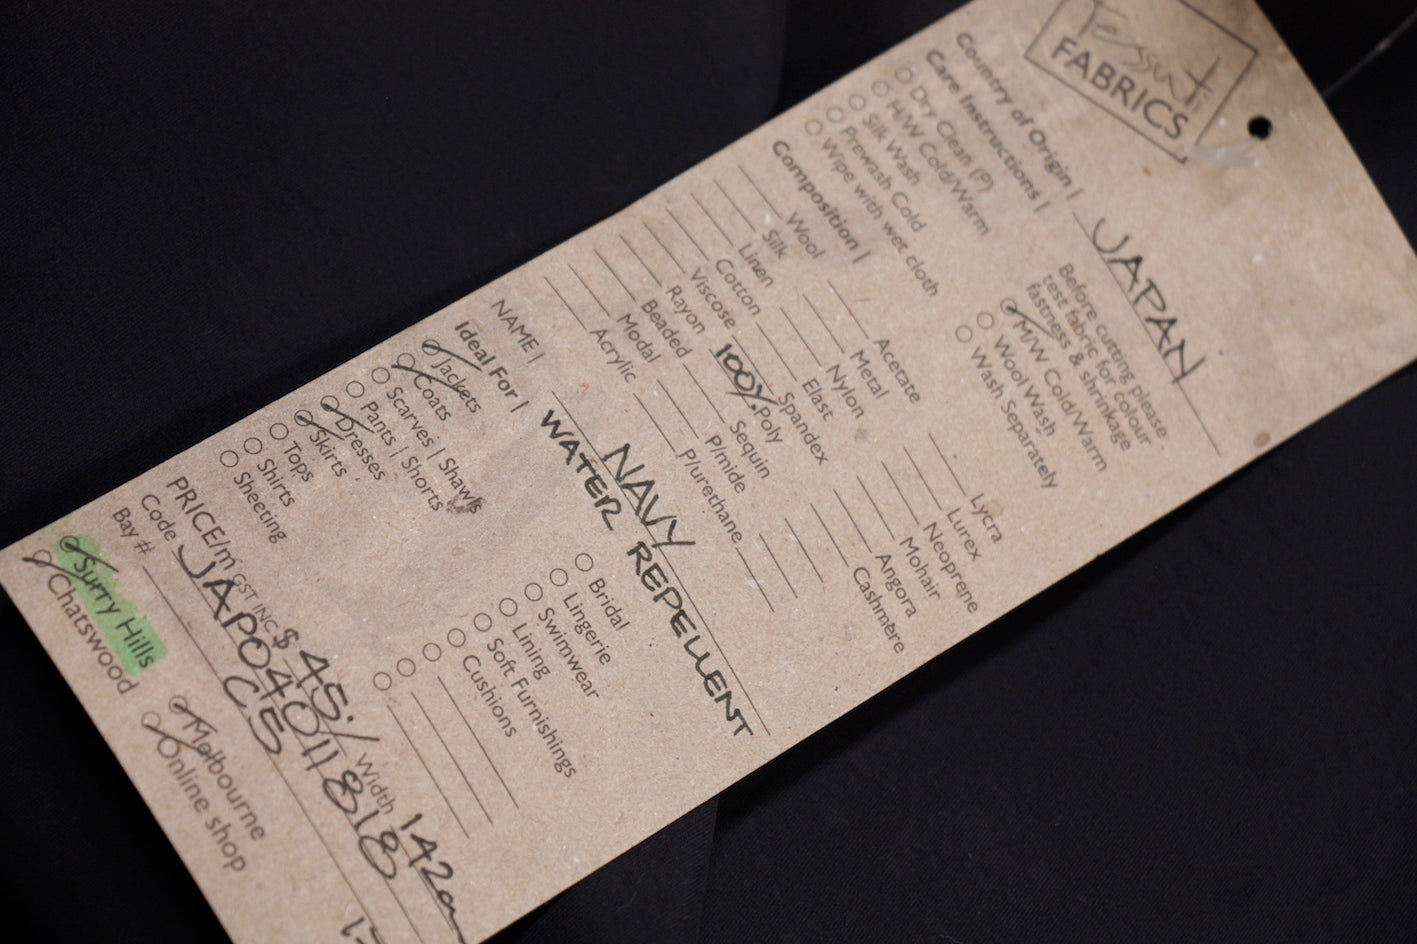 Tessuti
FABRICS
Country of Origin | JAPAN
Care Instructions |
Dry Clean (P)
H/W Cold/Warm
Silk Wash
Prewash Cold
Wipe with wet cloth
Before cutting please
test fabric for colour
fastness & shrinkage
M/W Cold/Warm
Wool Wash
Wash Separately
Composition |
Wool
Silk
Linen
Cotton
Viscose
Rayon
Beaded
Modal
Acrylic
Acetate
Metal
Nylon
Elast
Spandex
100% Poly
Sequin
P/mide
P/urethane
Lycra
Lurex
Neoprene
Mohair
Angora
Cashmere
NAME | NAVY
WATER REPELLENT
Ideal For |
Jackets
Coats
Scarves | Shawls
Pants | Shorts
Dresses
Skirts
Tops
Shirts
Sheeting
Bridal
Lingerie
Swimwear
Lining
Soft Furnishings
Cushions
PRICE/m GST INC $45./ Width 142cm
Code JAP04011818
Bay # C5
Surry Hills
Chatswood
Melbourne
Online shop